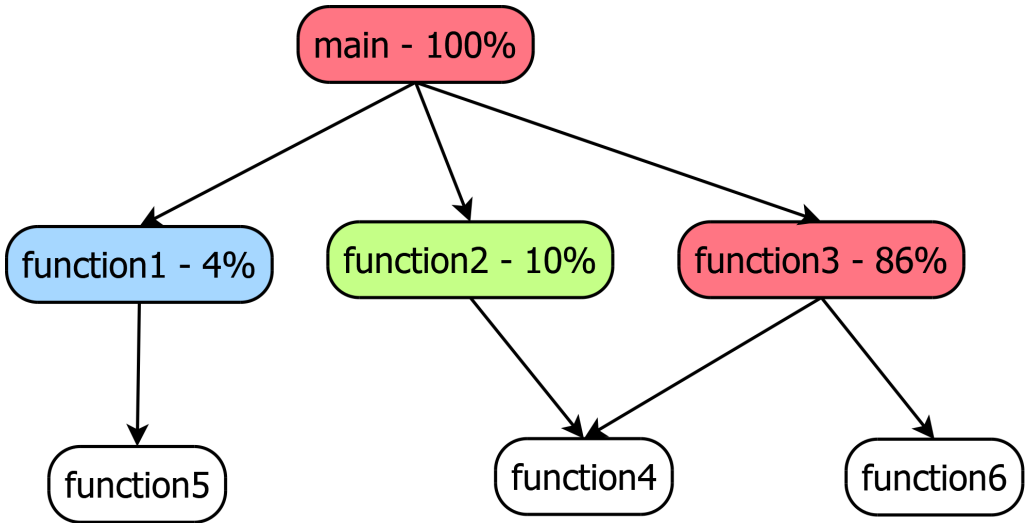 main - 100%
function1 - 4%
function2 - 10%
function3 - 86%
function5
function4
function6